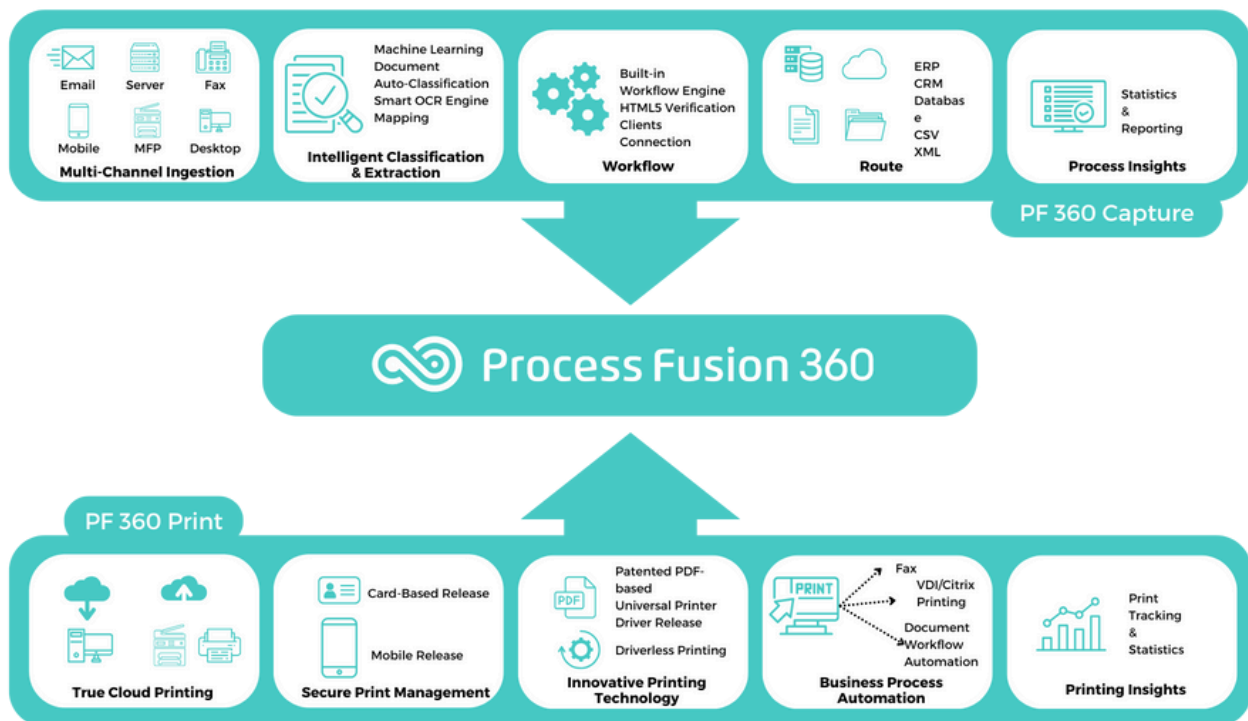 Email
Server
Fax
Mobile
MFP
Desktop
Multi-Channel Ingestion
Machine Learning
Document
Auto-Classification
Smart OCR Engine
Mapping
Intelligent Classification
& Extraction
Built-in
Workflow Engine
HTML5 Verification
Clients
Connection
Workflow
ERP
CRM
Databas
e
CSV
XML
Route
Statistics
&
Reporting
Process Insights
PF 360 Capture
Process Fusion 360
PF 360 Print
True Cloud Printing
Card-Based Release
Mobile Release
Secure Print Management
PDF
Patented PDF-
based
Universal Printer
Driver Release
Driverless Printing
Innovative Printing
Technology
PRINT
Fax
VDI/Citrix
Printing
Document
Workflow
Automation
Business Process
Automation
Print
Tracking
&
Statistics
Printing Insights